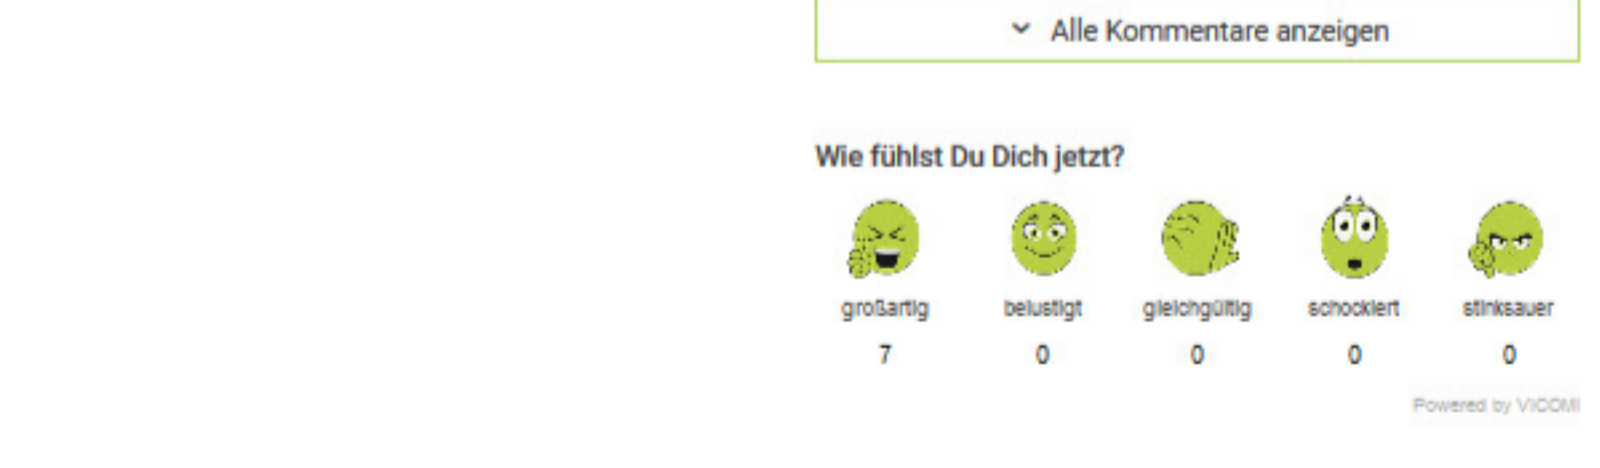 Alle Kommentare anzeigen
Wie fühlst Du Dich jetzt?
großartig belustigt gleichgültig schockiert stinksauer
7 0 0 0 0
Powered by VICOMI